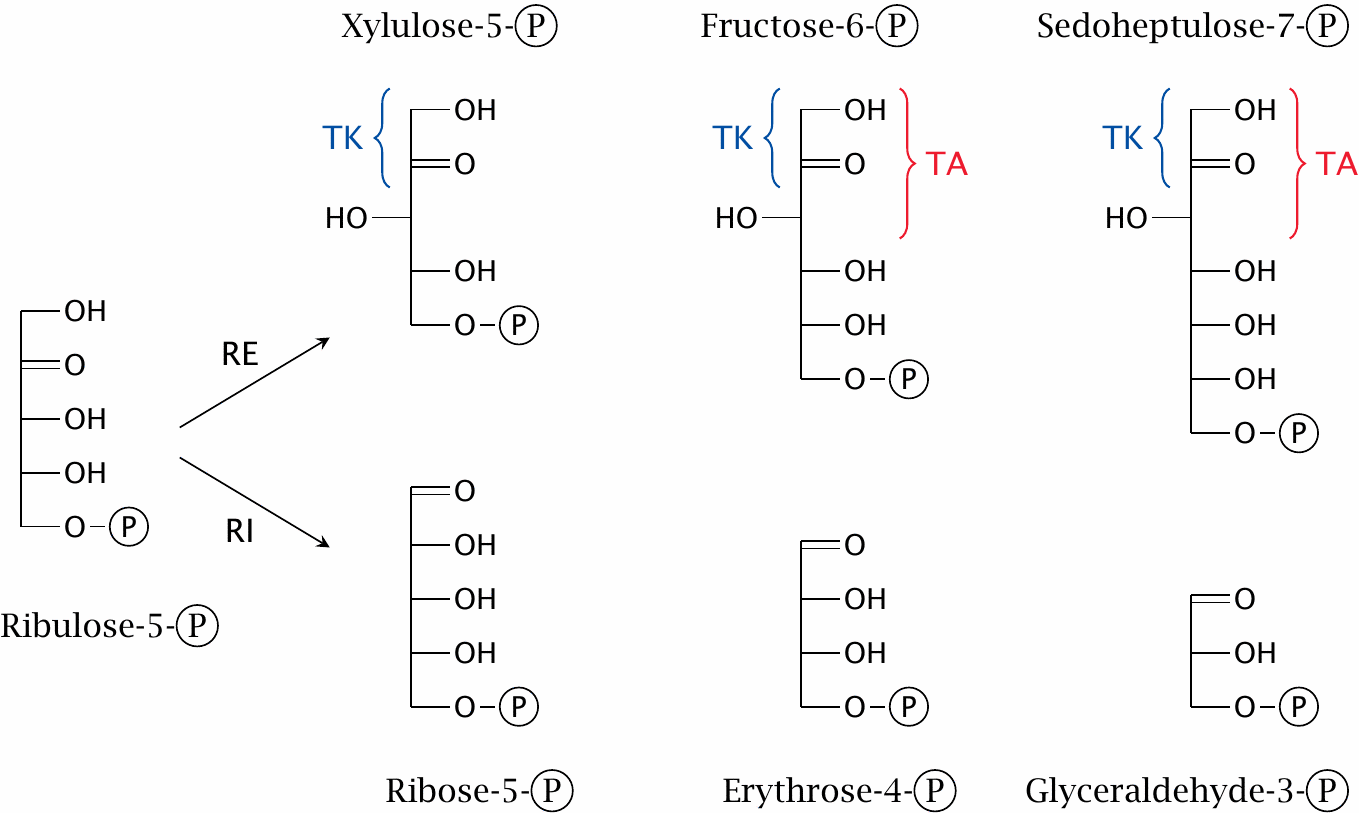 Xylulose-5-Ⓟ
Fructose-6-Ⓟ
Sedoheptulose-7-Ⓟ
TK
OH
O
HO
OH
O–Ⓟ
TK
OH
O
TA
HO
OH
OH
O–Ⓟ
TK
OH
O
TA
HO
OH
OH
OH
O–Ⓟ
OH
O
OH
OH
O–Ⓟ
Ribulose-5-Ⓟ
RE
RI
O
OH
OH
OH
O–Ⓟ
Ribose-5-Ⓟ
O
OH
OH
O–Ⓟ
Erythrose-4-Ⓟ
O
OH
O–Ⓟ
Glyceraldehyde-3-Ⓟ